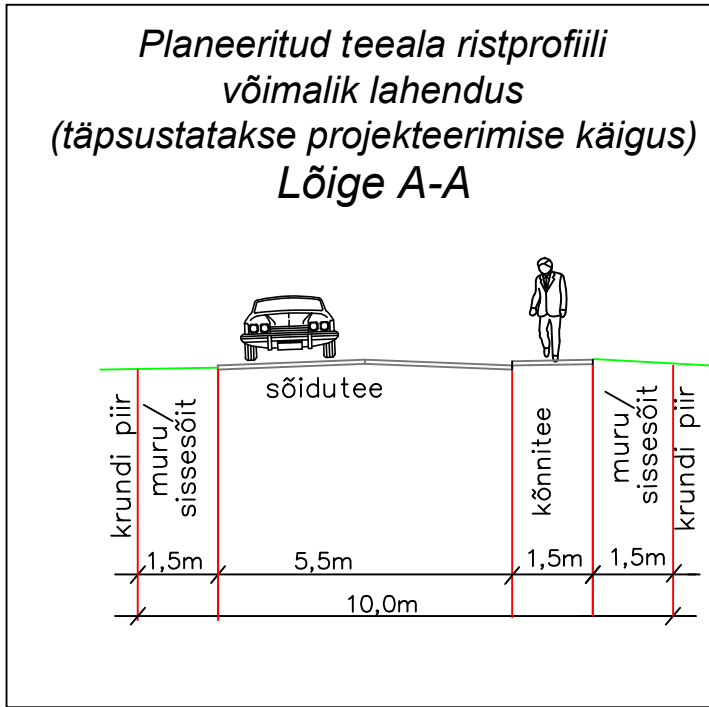 Planeeritud teeala ristprofiili
võimalik lahendus
(täpsustatakse projekteerimise käigus)
Lõige A-A
sõidutee
krundi piir
muru/
sissesõit
kõnnitee
muru/
sissesõit
krundi piir
1,5m
5,5m
1,5m
1,5m
10,0m